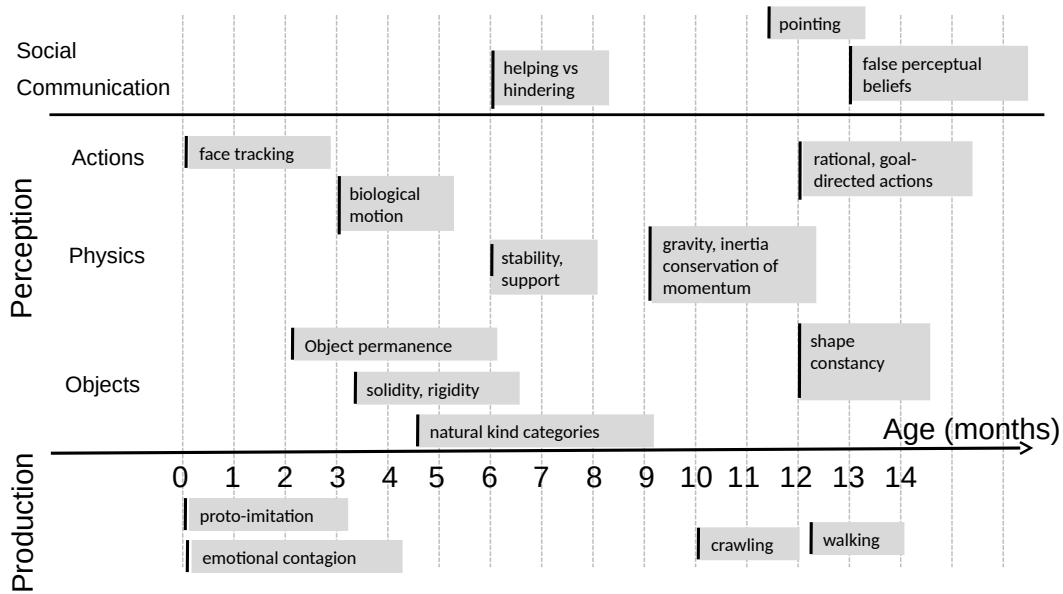 pointing
Social
Communication
helping vs
hindering
false perceptual
beliefs
Perception
Actions
face tracking
biological
motion
rational, goal-
directed actions
Physics
stability,
support
gravity, inertia
conservation of
momentum
Objects
Object permanence
solidity, rigidity
natural kind categories
shape
constancy
Age (months)
0 1 2 3 4 5 6 7 8 9 10 11 12 13 14
Production
proto-imitation
emotional contagion
crawling
walking